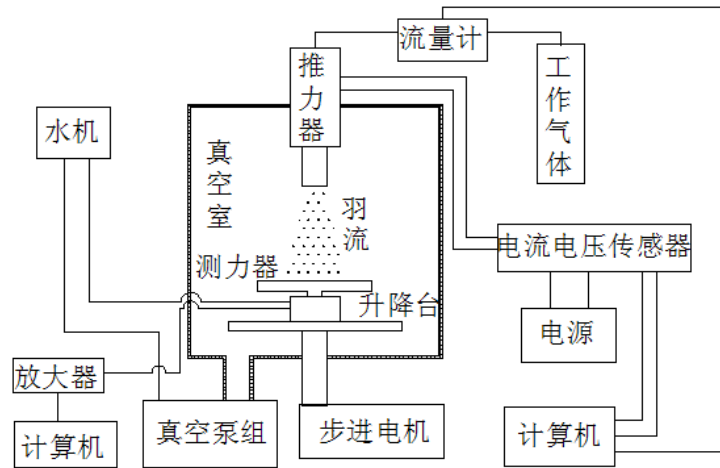 流量计
推力器
工作气体
水机
真空室
羽流
电流电压传感器
测力器
升降台
电源
放大器
计算机
真空泵组
步进电机
计算机